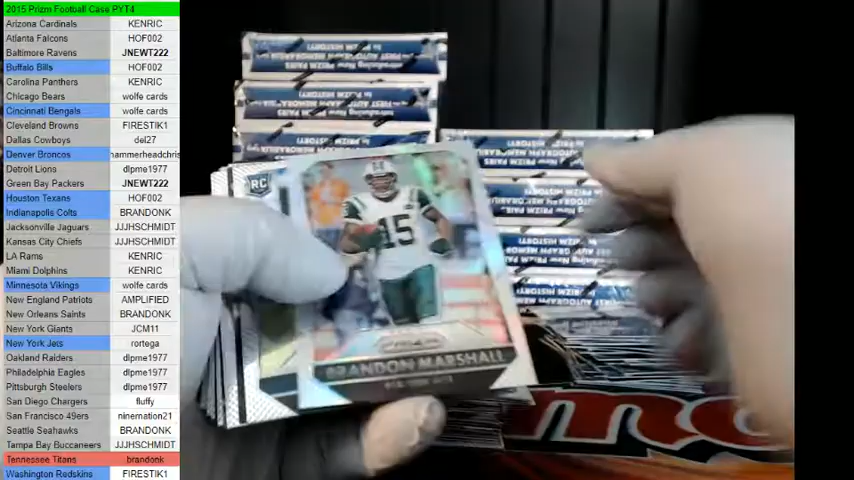 2015 Prizm Football Case PYT4
Arizona Cardinals KENRIC
Atlanta Falcons HOF002
Baltimore Ravens JNEWT222
Buffalo Bills HOF002
Carolina Panthers KENRIC
Chicago Bears wolfe cards
Cincinnati Bengals wolfe cards
Cleveland Browns FIRESTIK1
Dallas Cowboys del27
Denver Broncos hammerheadchris
Detroit Lions dlpme1977
Green Bay Packers JNEWT222
Houston Texans HOF002
Indianapolis Colts BRANDONK
Jacksonville Jaguars JJJHSCHMIDT
Kansas City Chiefs JJJHSCHMIDT
LA Rams KENRIC
Miami Dolphins KENRIC
Minnesota Vikings wolfe cards
New England Patriots AMPLIFIED
New Orleans Saints BRANDONK
New York Giants JCM11
New York Jets rortega
Oakland Raiders dlpme1977
Philadelphia Eagles dlpme1977
Pittsburgh Steelers dlpme1977
San Diego Chargers fluffy
San Francisco 49ers ninernation21
Seattle Seahawks BRANDONK
Tampa Bay Buccaneers JJJHSCHMIDT
Tennessee Titans brandonk
Washington Redskins FIRESTIK1
RC
15
PRIZM
BRANDON MARSHALL
NEW YORK JETS